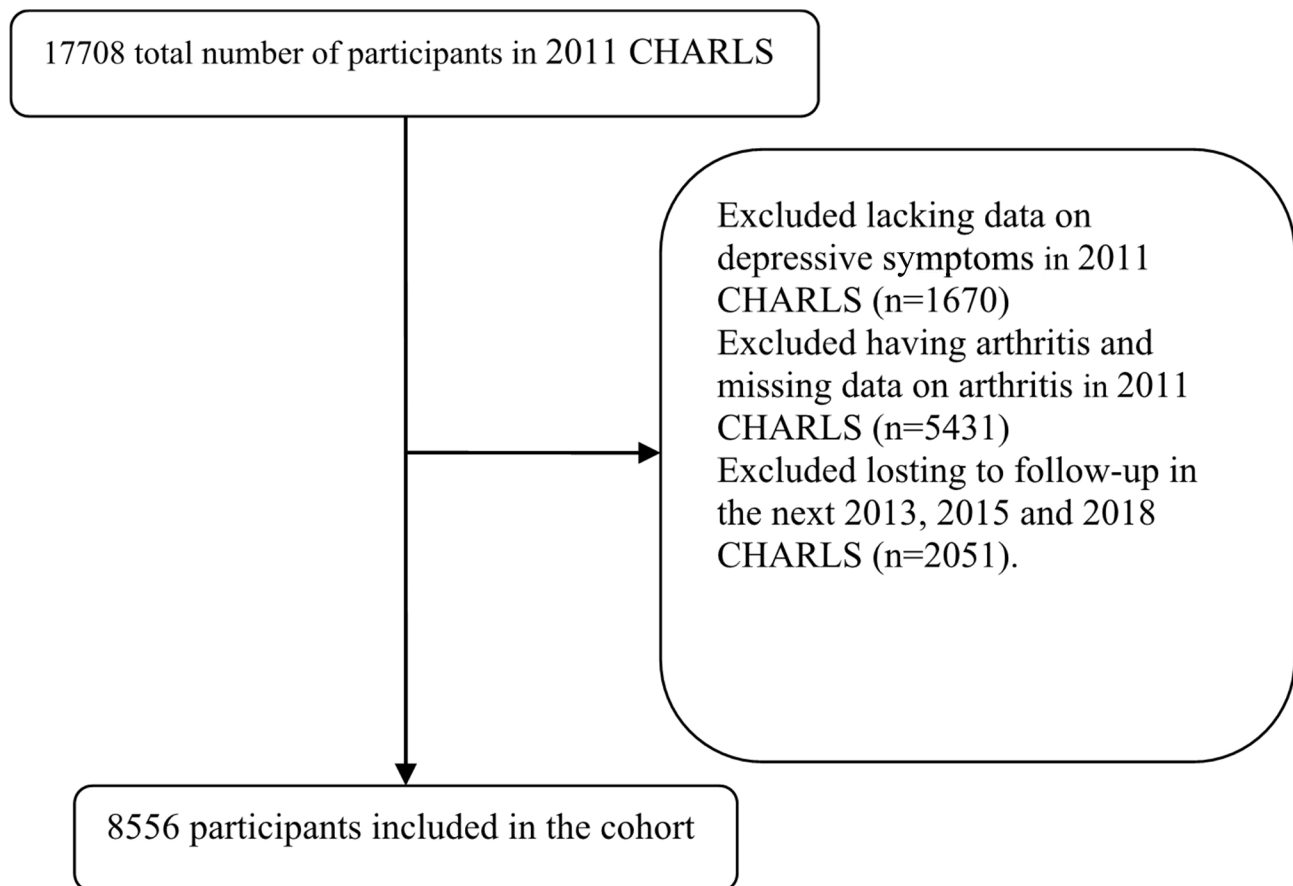 17708 total number of participants in 2011 CHARLS
Excluded lacking data on
depressive symptoms in 2011
CHARLS (n=1670)
Excluded having arthritis and
missing data on arthritis in 2011
CHARLS (n=5431)
Excluded losting to follow-up in
the next 2013, 2015 and 2018
CHARLS (n=2051).
8556 participants included in the cohort